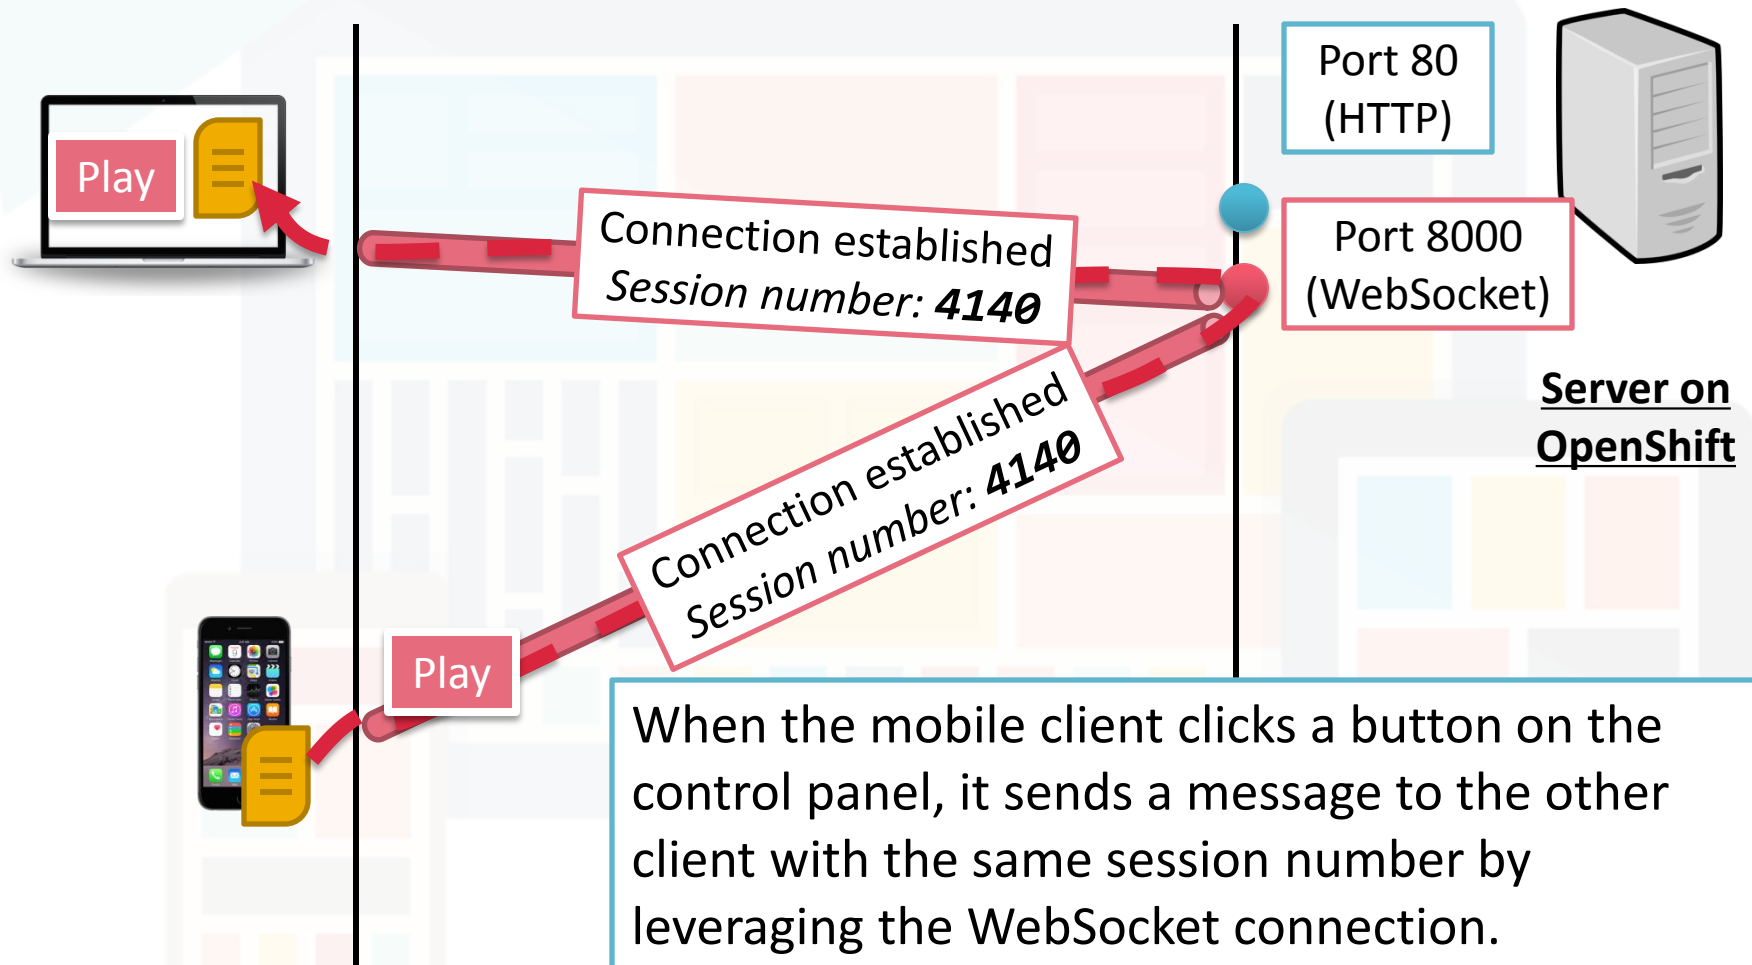 Port 80
(HTTP)
Play
Connection established
Session number: 4140
Port 8000
(WebSocket)
Server on
OpenShift
Connection established
Session number: 4140
Play
When the mobile client clicks a button on the
control panel, it sends a message to the other
client with the same session number by
leveraging the WebSocket connection.